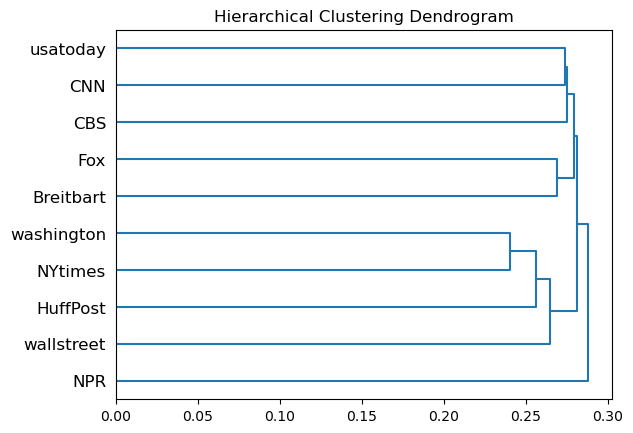 Hierarchical Clustering Dendrogram
usatoday
CNN
CBS
Fox
Breitbart
washington
NYtimes
HuffPost
wallstreet
NPR
0.00 0.05 0.10 0.15 0.20 0.25 0.30